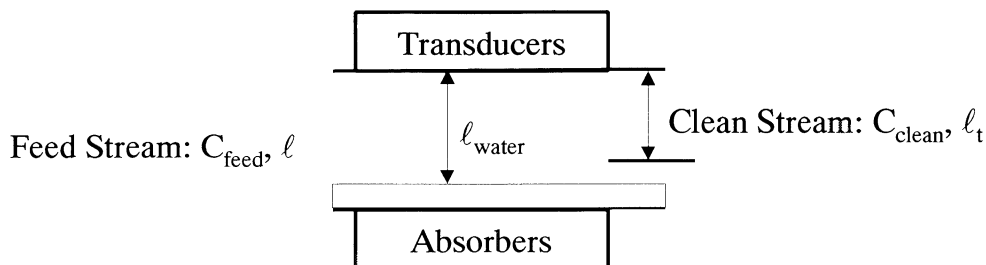 Transducers
Feed Stream: C_feed, ℓ
ℓ_water
Clean Stream: C_clean, ℓ_t
Absorbers